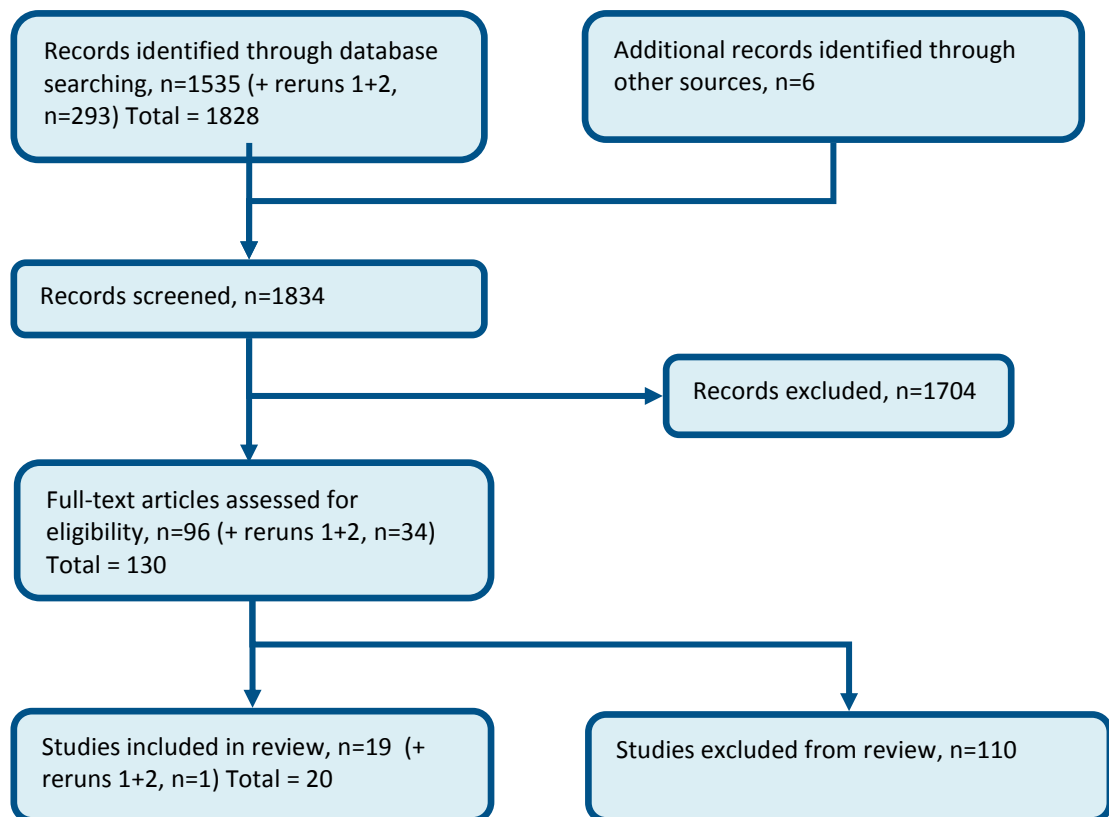 Records identified through database
searching, n=1535 (+ reruns 1+2,
n=293) Total = 1828
Additional records identified through
other sources, n=6
Records screened, n=1834
Records excluded, n=1704
Full-text articles assessed for
eligibility, n=96 (+ reruns 1+2, n=34)
Total = 130
Studies included in review, n=19 (+
reruns 1+2, n=1) Total = 20
Studies excluded from review, n=110